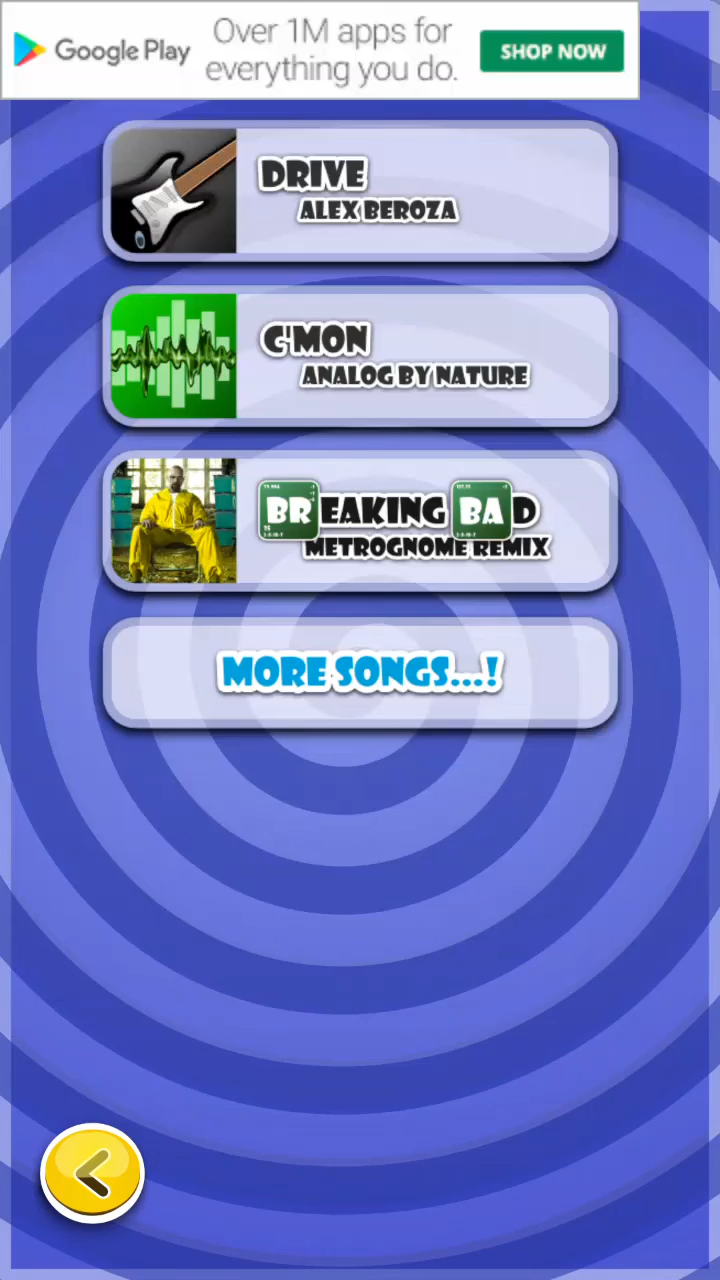 Google Play
Over 1M apps for
everything you do.
SHOP NOW
DRIVE
ALEX BEROZA
C'MON
ANALOG BY NATURE
BREAKING BAD
METROGNOME REMIX
MORE SONGS...!